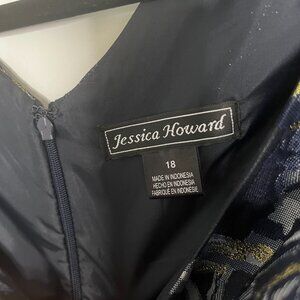 Jessica Howard
18
MADE IN INDONESIA
HECHO EN INDONESIA
FABRIQUÉ EN INDONÉSIE